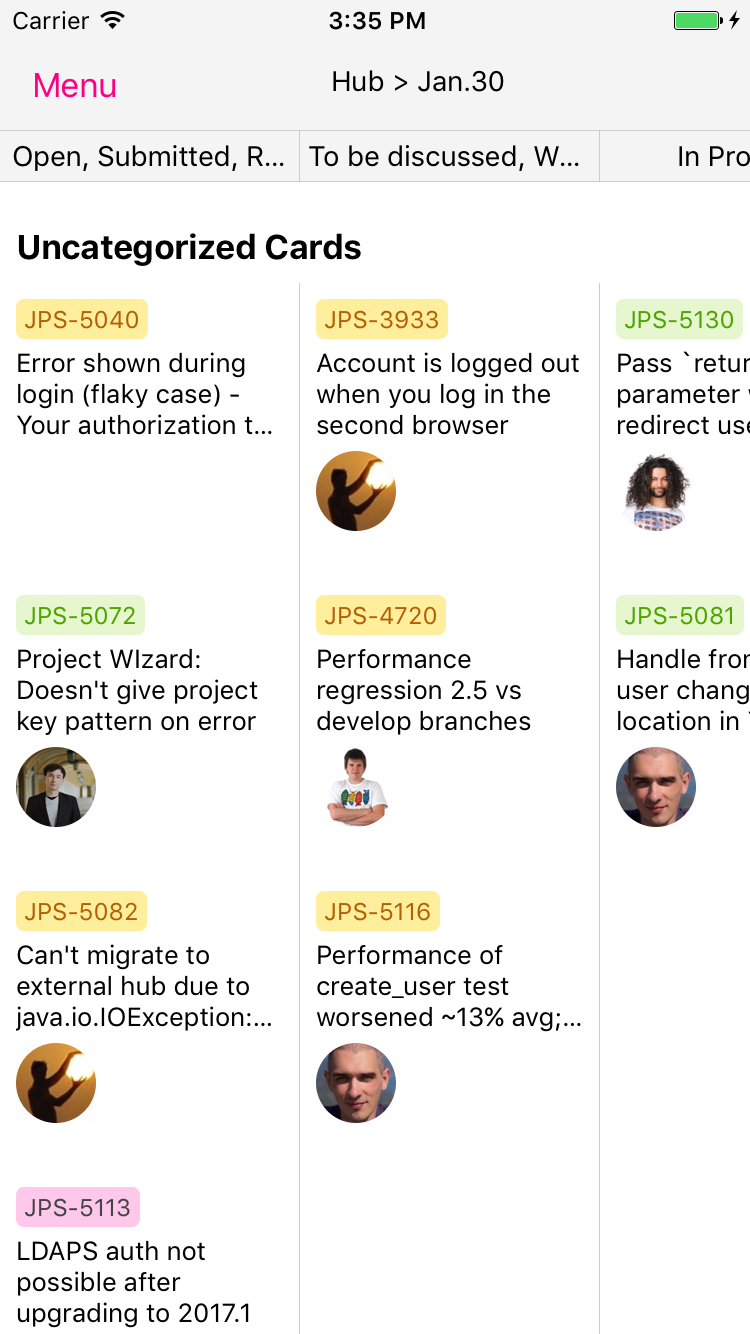 Carrier 3:35 PM
Menu Hub > Jan.30
Open, Submitted, R... To be discussed, W... In Pro
Uncategorized Cards
JPS-5040
Error shown during
login (flaky case) -
Your authorization t...
JPS-5072
Project WIzard:
Doesn't give project
key pattern on error
JPS-5082
Can't migrate to
external hub due to
java.io.IOException:...
JPS-5113
LDAPS auth not
possible after
upgrading to 2017.1
JPS-3933
Account is logged out
when you log in the
second browser
JPS-4720
Performance
regression 2.5 vs
develop branches
JPS-5116
Performance of
create_user test
worsened ~13% avg;...
JPS-5130
Pass `retur
parameter
redirect use
JPS-5081
Handle fror
user chang
location in